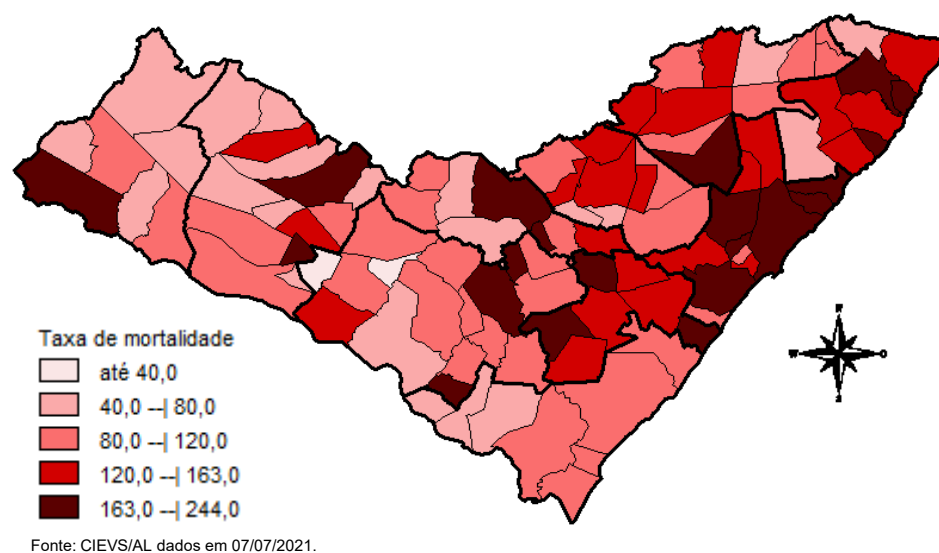 Taxa de mortalidade
até 40,0
40,0 --| 80,0
80,0 --| 120,0
120,0 --| 163,0
163,0 --| 244,0
W
O
Fonte: CIEVS/AL dados em 07/07/2021.